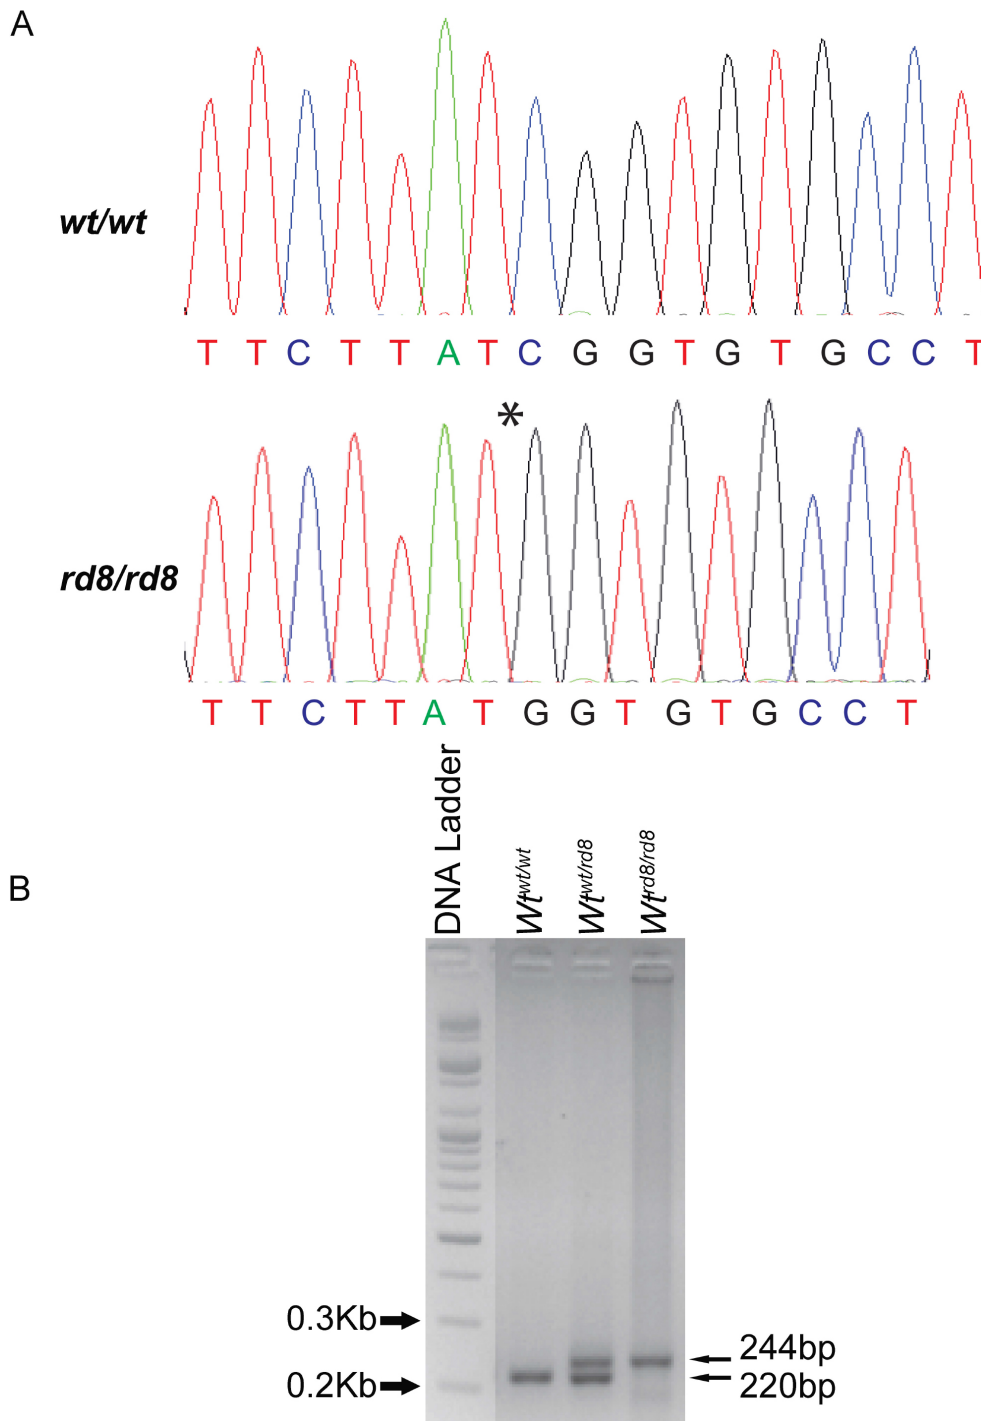 A
wt/wt
T T C T T A T C G G T G T G C C T
*
rd8/rd8
T T C T T A T G G T G T G C C T
B
DNA Ladder
Wt wt/wt
Wt wt/rd8
Wt rd8/rd8
0.3Kb
0.2Kb
244bp
220bp